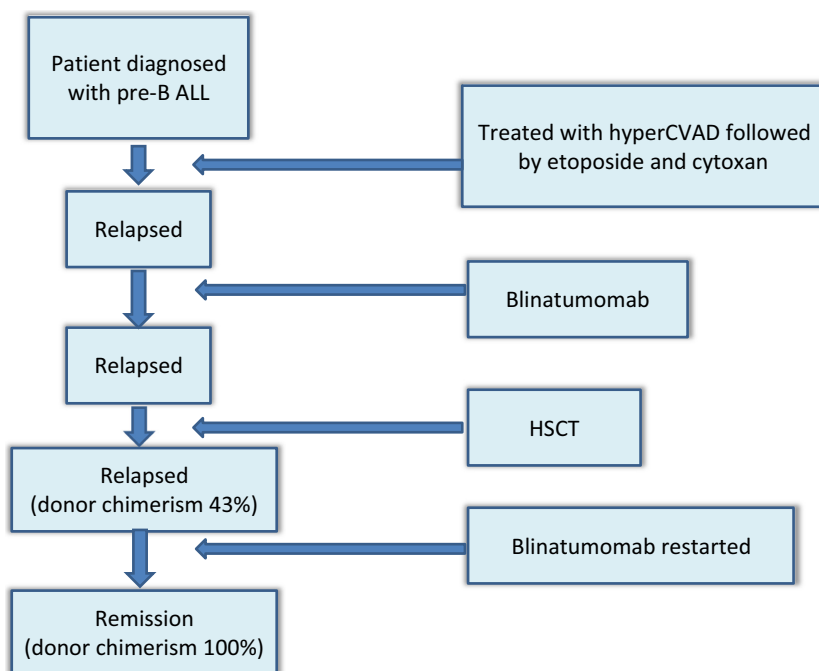 Patient diagnosed
with pre-B ALL
Treated with hyperCVAD followed
by etoposide and cytoxan
Relapsed
Blinatumomab
Relapsed
HSCT
Relapsed
(donor chimerism 43%)
Blinatumomab restarted
Remission
(donor chimerism 100%)